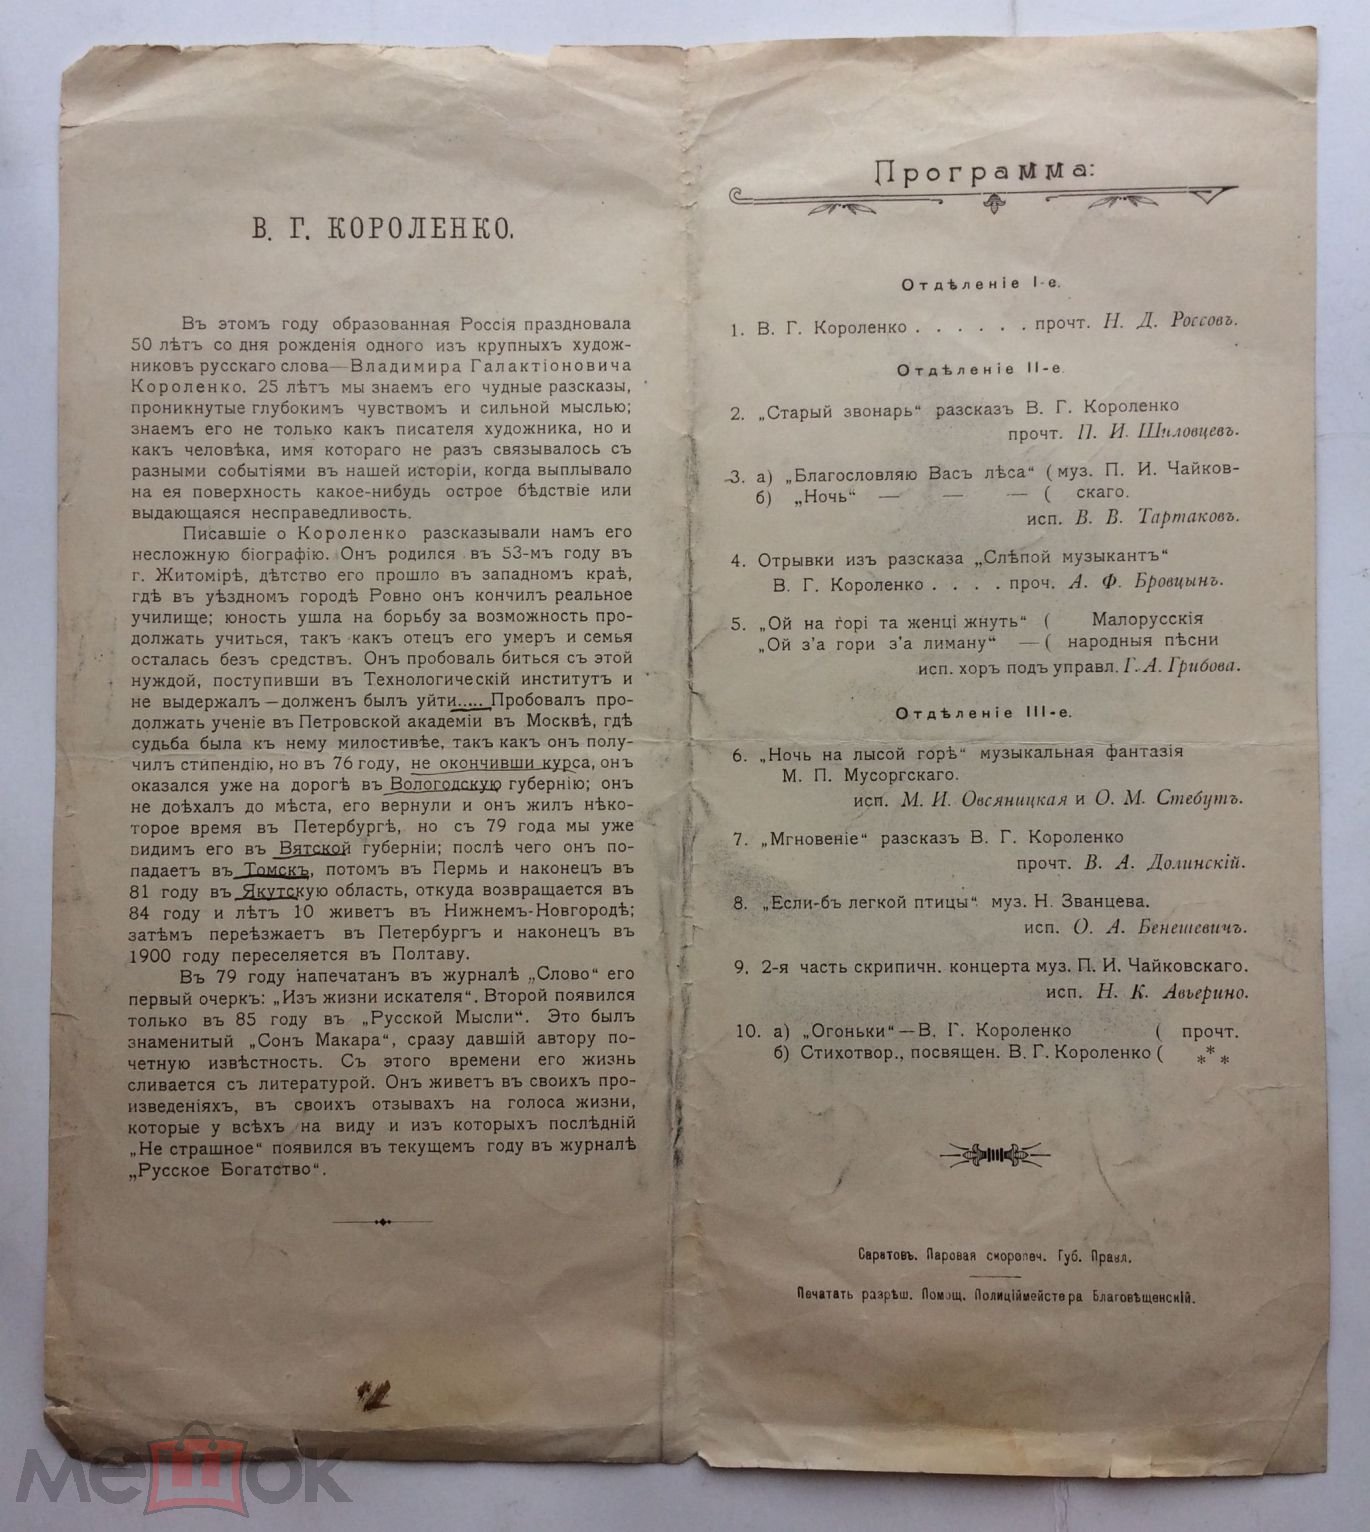 В. Г. КОРОЛЕНКО.
Въ этомъ году образованная Россія праздновала
50 лѣтъ со дня рожденія одного изъ крупныхъ худож-
никовъ русскаго слова—Владимира Галактіоновича
Короленко. 25 лѣтъ мы знаемъ его чудные разсказы,
проникнутые глубокимъ чувствомъ и сильной мыслью;
знаемъ его не только какъ писателя художника, но и
какъ человѣка, имя котораго не разъ связывалось съ
разными событіями въ нашей исторіи, когда выплывало
на ея поверхность какое-нибудь острое бѣдствіе или
выдающаяся несправедливость.
Писавшіе о Короленко разсказывали намъ его
несложную біографію. Онъ родился въ 53-мъ году въ
г. Житомірѣ, дѣтство его прошло въ западномъ краѣ,
гдѣ въ уѣздномъ городѣ Ровно онъ кончилъ реальное
училище; юность ушла на борьбу за возможность про-
должать учиться, такъ какъ отецъ его умеръ и семья
осталась безъ средствъ. Онъ пробовалъ биться съ этой
нуждой, поступивши въ Технологическій институтъ и
не выдержалъ—долженъ былъ уйти..... Пробовалъ про-
должать ученіе въ Петровской академіи въ Москвѣ, гдѣ
судьба была къ нему милостивѣе, такъ какъ онъ полу-
чилъ стипендію, но въ 76 году, не окончивши курса, онъ
оказался уже на дорогѣ въ Вологодскую губернію; онъ
не доѣхалъ до мѣста, его вернули и онъ жилъ нѣко-
торое время въ Петербургѣ, но съ 79 года мы уже
видимъ его въ Вятской губерніи; послѣ чего онъ по-
падаетъ въ Томскъ, потомъ въ Пермь и наконецъ въ
81 году въ Якутскую область, откуда возвращается въ
84 году и лѣтъ 10 живетъ въ Нижнемъ-Новгородѣ;
затѣмъ переѣзжаетъ въ Петербургъ и наконецъ въ
1900 году переселяется въ Полтаву.
Въ 79 году напечатанъ въ журналѣ „Слово“ его
первый очеркъ: „Изъ жизни искателя“. Второй появился
только въ 85 году въ „Русской Мысли“. Это былъ
знаменитый „Сонъ Макара“, сразу давшій автору по-
четную извѣстность. Съ этого времени его жизнь
сливается съ литературой. Онъ живетъ въ своихъ про-
изведеніяхъ, въ своихъ отзывахъ на голоса жизни,
которые у всѣхъ на виду и изъ которыхъ послѣдній
„Не страшное“ появился въ текущемъ году въ журналѣ
„Русское Богатство“.
Программа:
Отдѣленіе I-е.
1. В. Г. Короленко . . . . . . прочт. Н. Д. Россовъ.
Отдѣленіе II-е.
2. „Старый звонарь“ разсказъ В. Г. Короленко
прочт. П. И. Шиловцевъ.
3. а) „Благословляю Васъ лѣса“ ( муз. П. И. Чайков-
б) „Ночь“ — — — ( скаго.
исп. В. В. Тартаковъ.
4. Отрывки изъ разсказа „Слѣпой музыкантъ“
В. Г. Короленко . . . . проч. А. Ф. Бровцынъ.
5. „Ой на горі та женці жнуть“ ( Малорусскія
„Ой з'а гори з'а лиману“ — ( народныя пѣсни
исп. хоръ подъ управл. Г. А. Грибова.
Отдѣленіе III-е.
6. „Ночь на лысой горѣ“ музыкальная фантазія
М. П. Мусоргскаго.
исп. М. И. Овсяницкая и О. М. Стебутъ.
7. „Мгновеніе“ разсказъ В. Г. Короленко
прочт. В. А. Долинскій.
8. „Если-бъ легкой птицы“ муз. Н. Званцева.
исп. О. А. Бенешевичъ.
9. 2-я часть скрипичн. концерта муз. П. И. Чайковскаго.
исп. Н. К. Авьерино.
10. а) „Огоньки“—В. Г. Короленко ( прочт.
б) Стихотвор., посвящен. В. Г. Короленко ( ***
Саратовъ. Паровая скоропеч. Губ. Правл.
Печатать разрѣш. Помощ. Полиціймейстера Благовѣщенскій.
мешок